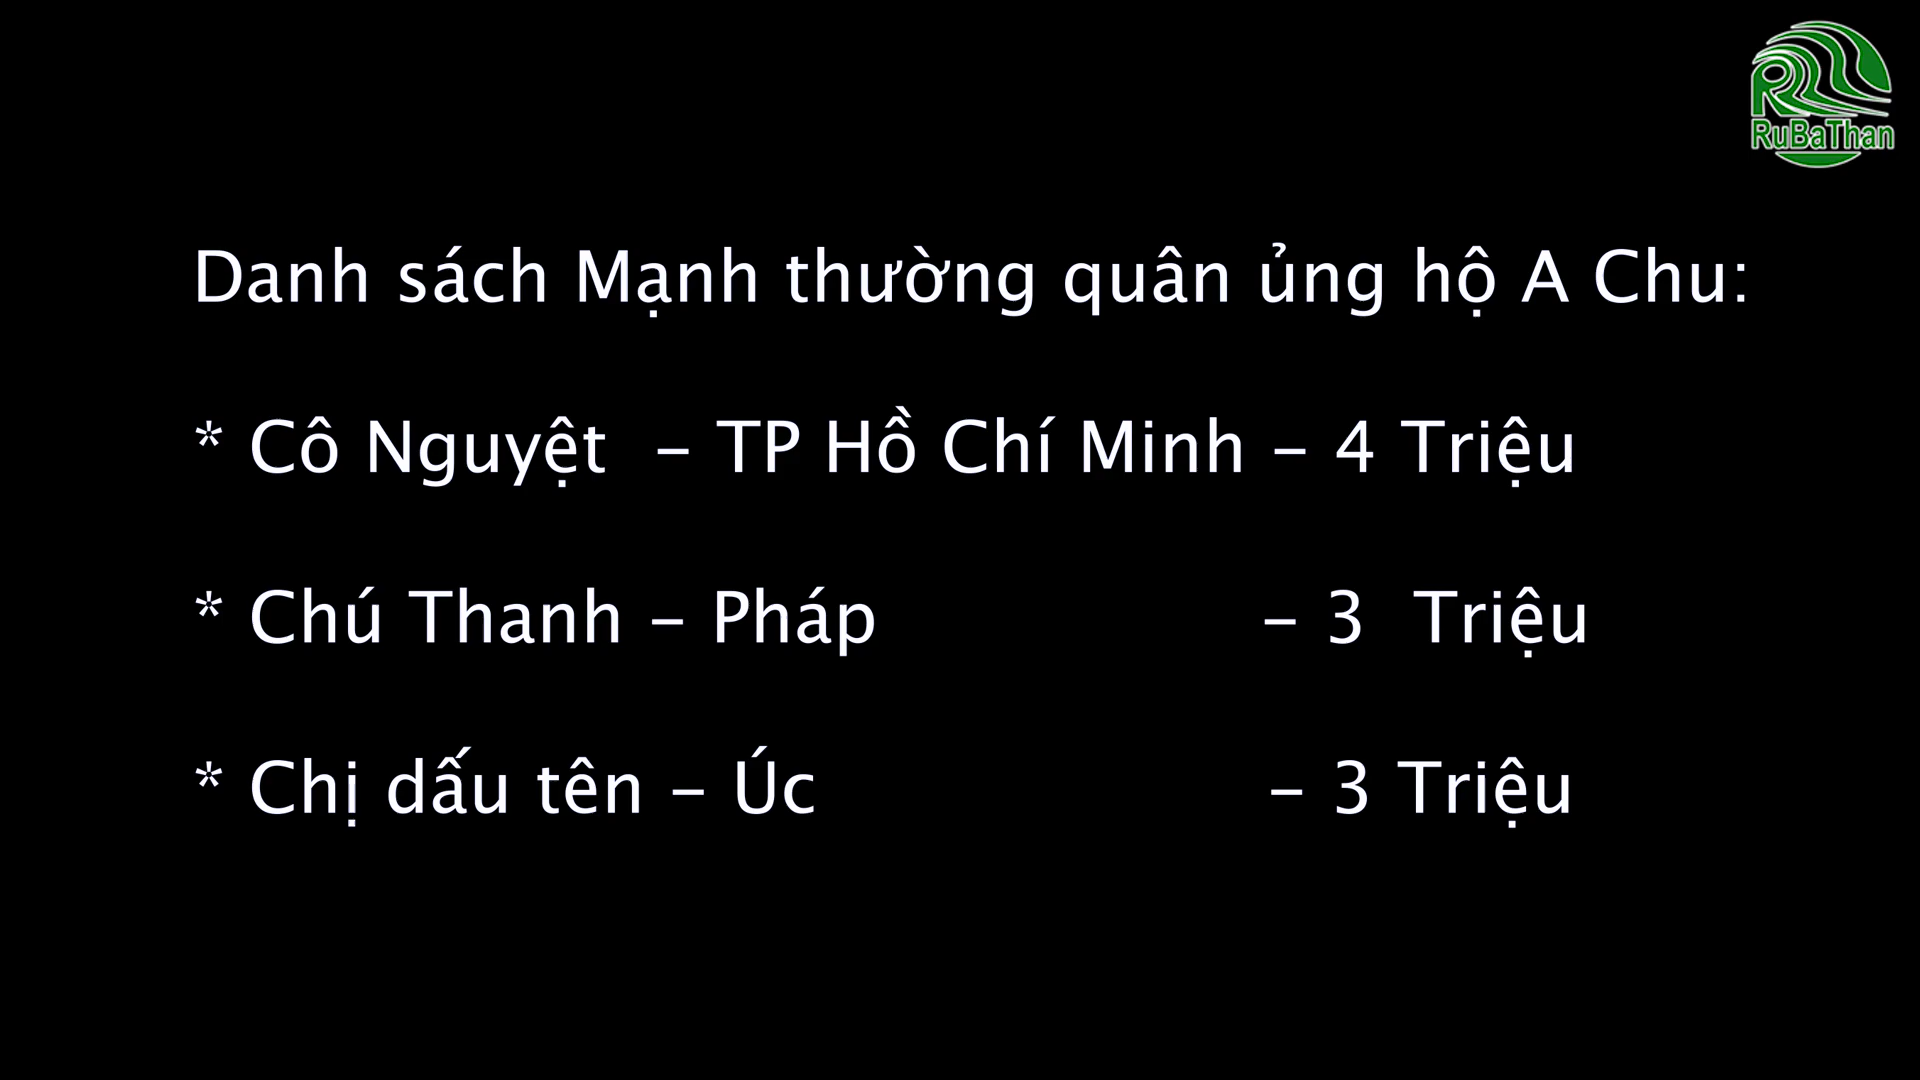 RuBaThan
Danh sách Mạnh thường quân ủng hộ A Chu:
* Cô Nguyệt - TP Hồ Chí Minh - 4 Triệu
* Chú Thanh - Pháp - 3 Triệu
* Chị dấu tên - Úc - 3 Triệu